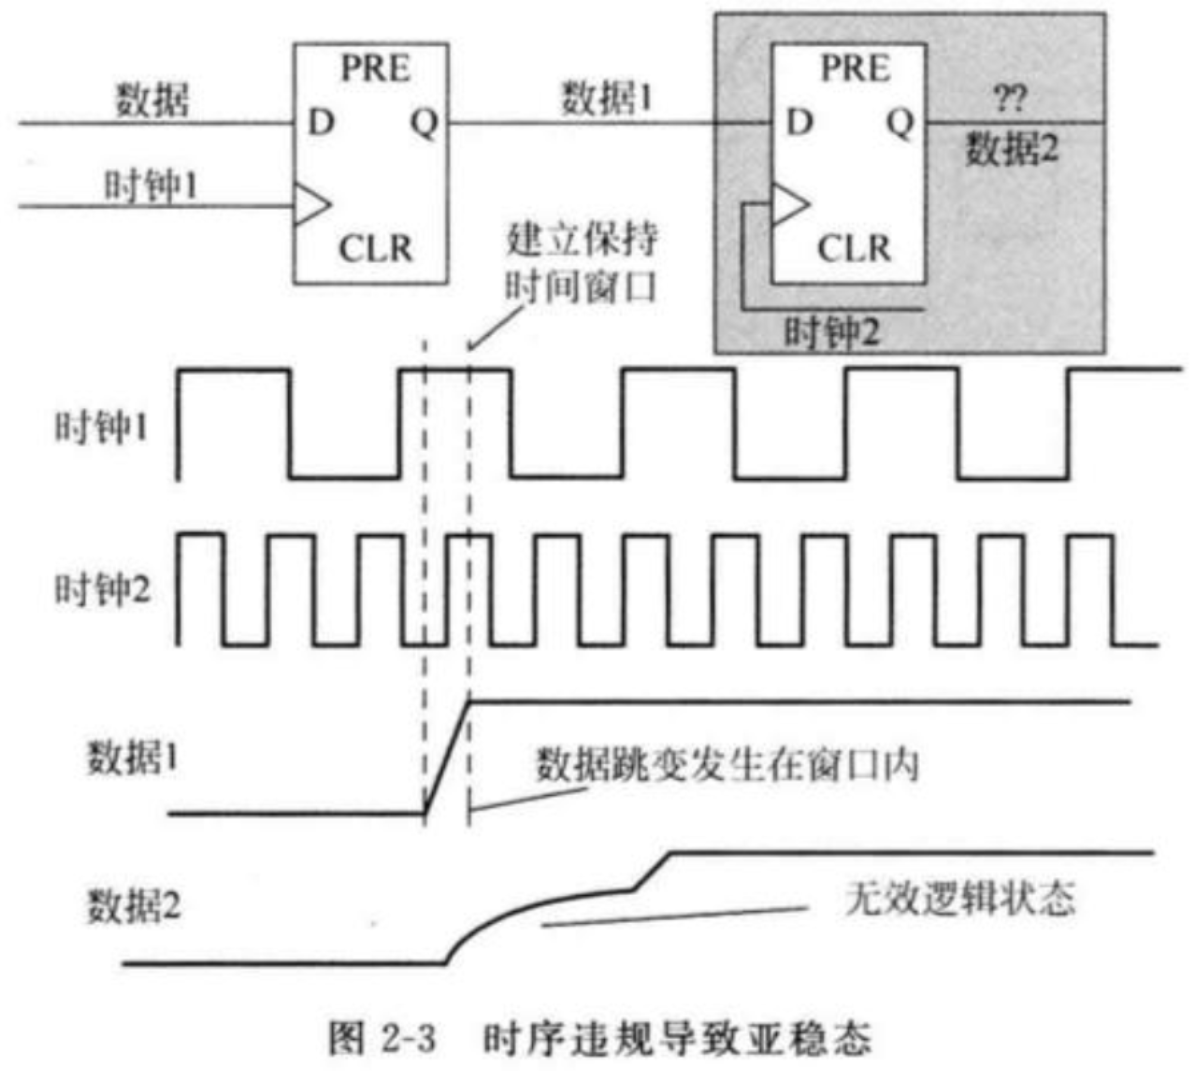 PRE
PRE
数据
数据1
??
D
Q
D
Q
数据2
时钟1
建立保持
时间窗口
CLR
CLR
时钟2
时钟1
时钟2
数据1
数据跳变发生在窗口内
数据2
无效逻辑状态
图 2-3 时序违规导致亚稳态